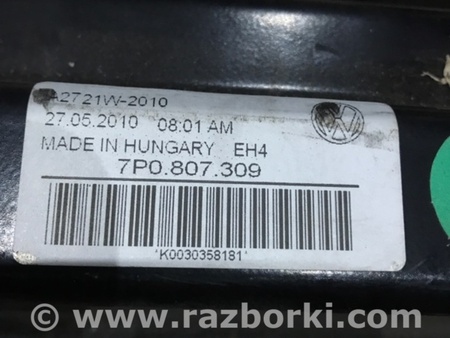 A2721W-2010
27.05.2010 08:01 AM
MADE IN HUNGARY EH4
7P0.807.309
*K0030358181*
© www.razborki.com